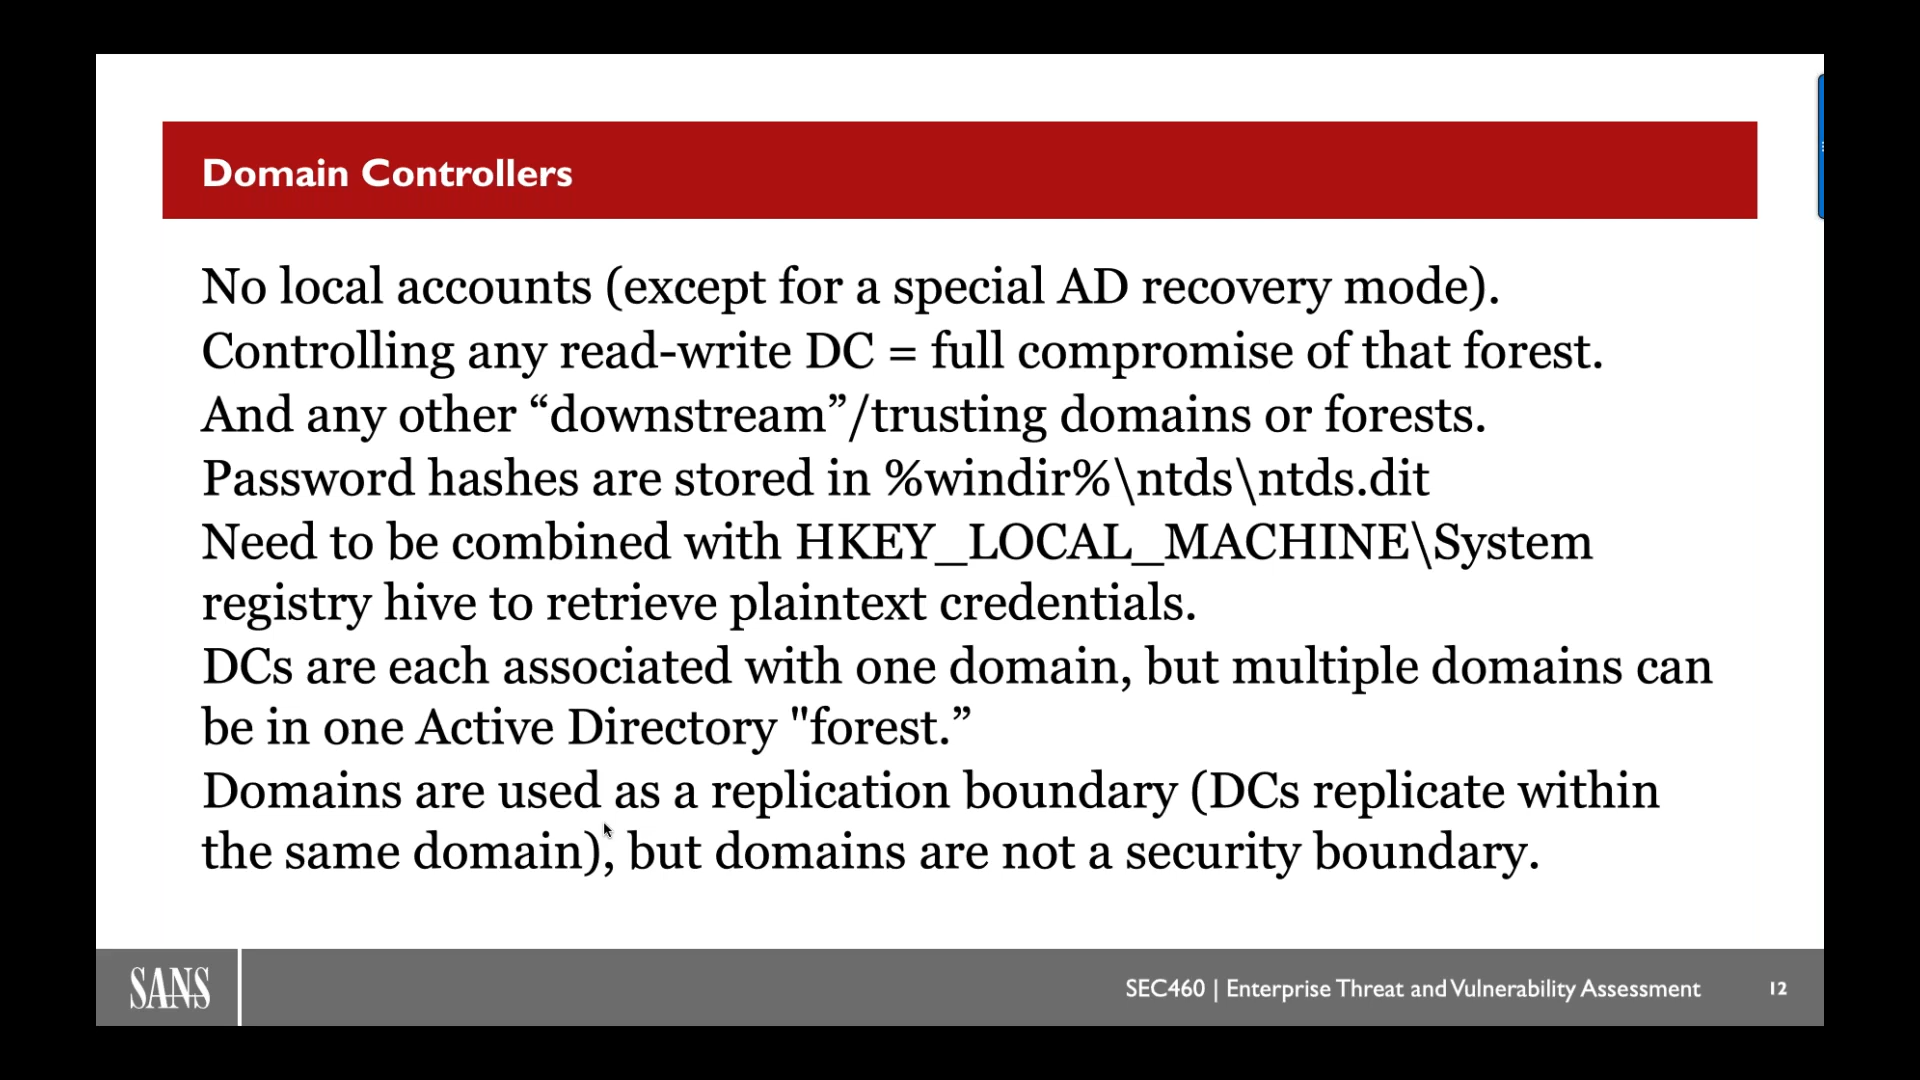 Domain Controllers
No local accounts (except for a special AD recovery mode).
Controlling any read-write DC = full compromise of that forest.
And any other “downstream”/trusting domains or forests.
Password hashes are stored in %windir%\ntds\ntds.dit
Need to be combined with HKEY_LOCAL_MACHINE\System
registry hive to retrieve plaintext credentials.
DCs are each associated with one domain, but multiple domains can
be in one Active Directory "forest.”
Domains are used as a replication boundary (DCs replicate within
the same domain), but domains are not a security boundary.
SANS
SEC460 | Enterprise Threat and Vulnerability Assessment
12